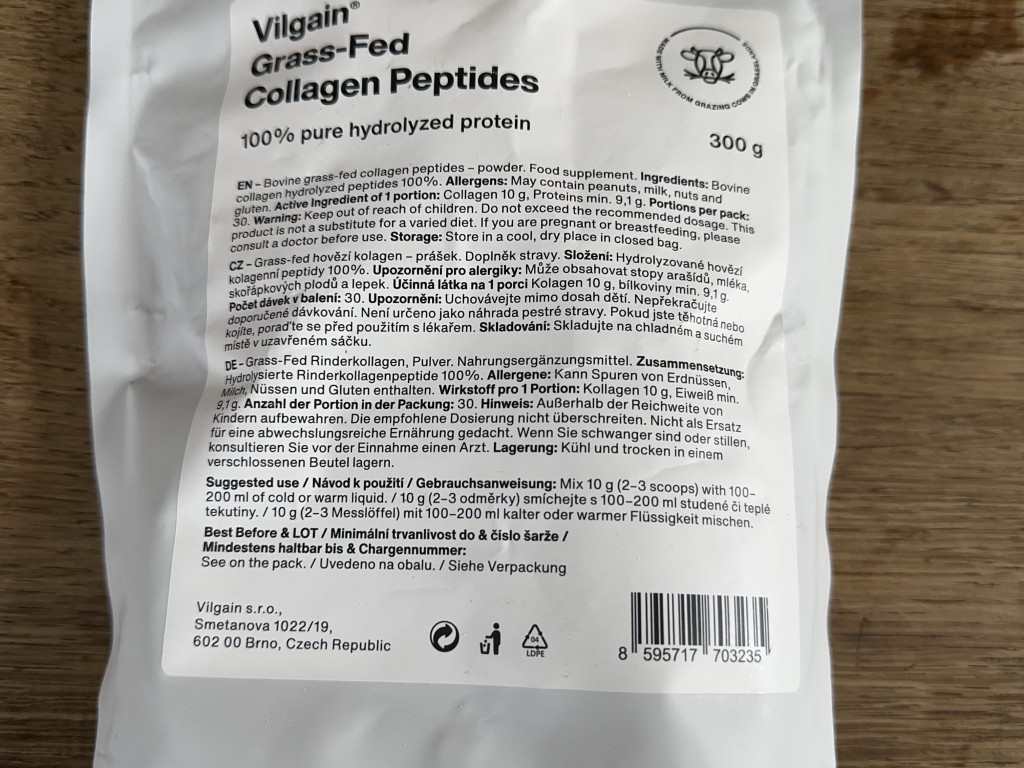 Vilgain®
Grass-Fed
Collagen Peptides
100% pure hydrolyzed protein
MADE WITH MILK FROM GRAZING COWS IN GRASSLANDS
300 g
EN – Bovine grass-fed collagen peptides – powder. Food supplement. Ingredients: Bovine
collagen hydrolyzed peptides 100%. Allergens: May contain peanuts, milk, nuts and
gluten. Active Ingredient of 1 portion: Collagen 10 g, Proteins min. 9,1 g. Portions per pack:
30. Warning: Keep out of reach of children. Do not exceed the recommended dosage. This
product is not a substitute for a varied diet. If you are pregnant or breastfeeding, please
consult a doctor before use. Storage: Store in a cool, dry place in closed bag.
CZ – Grass-fed hovězí kolagen – prášek. Doplněk stravy. Složení: Hydrolyzované hovězí
kolagenní peptidy 100%. Upozornění pro alergiky: Může obsahovat stopy arašídů, mléka,
skořápkových plodů a lepek. Účinná látka na 1 porci Kolagen 10 g, bílkoviny min. 9,1 g.
Počet dávek v balení: 30. Upozornění: Uchovávejte mimo dosah dětí. Nepřekračujte
doporučené dávkování. Není určeno jako náhrada pestré stravy. Pokud jste těhotná nebo
kojíte, porad'te se před použitím s lékařem. Skladování: Skladujte na chladném a suchém
místě v uzavřeném sáčku.
DE – Grass-Fed Rinderkollagen, Pulver. Nahrungsergänzungsmittel. Zusammensetzung:
Hydrolysierte Rinderkollagenpeptide 100%. Allergene: Kann Spuren von Erdnüssen,
Milch, Nüssen und Gluten enthalten. Wirkstoff pro 1 Portion: Kollagen 10 g, Eiweiß min.
9,1 g. Anzahl der Portion in der Packung: 30. Hinweis: Außerhalb der Reichweite von
Kindern aufbewahren. Die empfohlene Dosierung nicht überschreiten. Nicht als Ersatz
für eine abwechslungsreiche Ernährung gedacht. Wenn Sie schwanger sind oder stillen,
konsultieren Sie vor der Einnahme einen Arzt. Lagerung: Kühl und trocken in einem
verschlossenen Beutel lagern.
Suggested use / Návod k použití / Gebrauchsanweisung: Mix 10 g (2–3 scoops) with 100–
200 ml of cold or warm liquid. / 10 g (2–3 odměrky) smíchejte s 100–200 ml studené či teplé
tekutiny. / 10 g (2–3 Messlöffel) mit 100–200 ml kalter oder warmer Flüssigkeit mischen.
Best Before & LOT / Minimální trvanlivost do & číslo šarže /
Mindestens haltbar bis & Chargennummer:
See on the pack. / Uvedeno na obalu. / Siehe Verpackung
Vilgain s.r.o.,
Smetanova 1022/19,
602 00 Brno, Czech Republic
04
LDPE
8 595717 703235